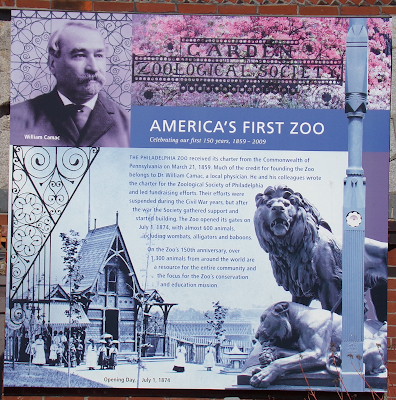 GARDEN
ZOOLOGICAL SOCIETY
William Camac
AMERICA'S FIRST ZOO
Celebrating our first 150 years, 1859 - 2009
THE PHILADELPHIA ZOO received its charter from the Commonwealth of
Pennsylvania on March 21, 1859. Much of the credit for founding the Zoo
belongs to Dr. William Camac, a local physician. He and his colleagues wrote
the charter for the Zoological Society of Philadelphia
and led fundraising efforts. Their efforts were
suspended during the Civil War years, but after
the war the Society gathered support and
started building. The Zoo opened its gates on
July 1, 1874, with almost 600 animals,
including wombats, alligators and baboons.
On the Zoo's 150th anniversary, over
1,300 animals from around the world are
a resource for the entire community and
the focus for the Zoo's conservation
and education mission.
Opening Day, July 1, 1874